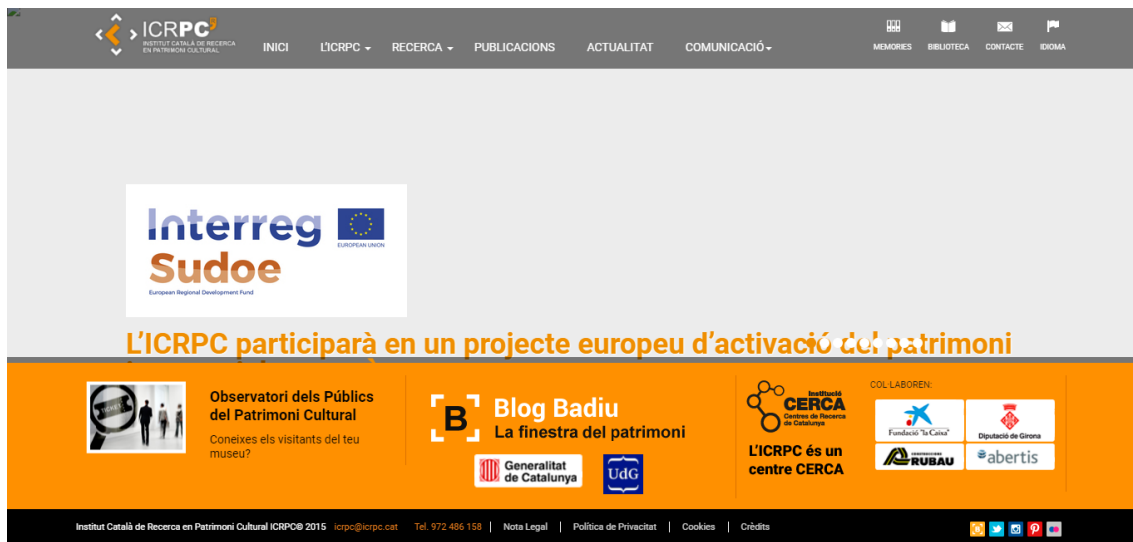 ICRPC
INSTITUT CATALÀ DE RECERCA
EN PATRIMONI CULTURAL
INICI
L'ICRPC
RECERCA
PUBLICACIONS
ACTUALITAT
COMUNICACIÓ
MEMORIES
BIBLIOTECA
CONTACTE
IDIOMA
Interreg
EUROPEAN UNION
Sudoe
European Regional Development Fund
L'ICRPC participarà en un projecte europeu d'activació del patrimoni
TICKET
Observatori dels Públics
del Patrimoni Cultural
Coneixes els visitants del teu
museu?
B
Blog Badiu
La finestra del patrimoni
Generalitat
de Catalunya
UdG
Institució
CERCA
Centres de Recerca
de Catalunya
L'ICRPC és un
centre CERCA
COL·LABOREN:
Fundació "la Caixa"
Diputació de Girona
CONSTRUCCIONES
RUBAU
abertis
Institut Català de Recerca en Patrimoni Cultural ICRPC® 2015 icrpc@icrpc.cat Tel. 972 486 158 | Nota Legal | Política de Privacitat | Cookies | Crèdits